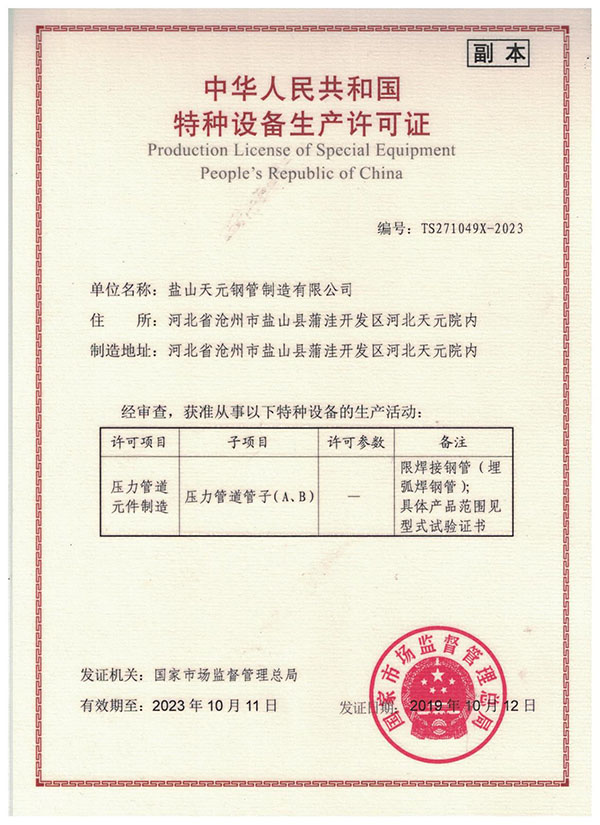 副 本
中华人民共和国
特种设备生产许可证
Production License of Special Equipment
People's Republic of China
编号：TS271049X-2023
单位名称： 盐山天元钢管制造有限公司
住 所： 河北省沧州市盐山县蒲洼开发区河北天元院内
制造地址： 河北省沧州市盐山县蒲洼开发区河北天元院内
经审查，获准从事以下特种设备的生产活动：
许可项目 子项目 许可参数 备注
压力管道元件制造 压力管道管子(A、B) — 限焊接钢管（埋弧焊钢管）；具体产品范围见型式试验证书
国家市场监督管理总局
发证机关： 国家市场监督管理总局
有效期至： 2023 年 10 月 11 日 发证日期： 2019 年 10 月 12 日